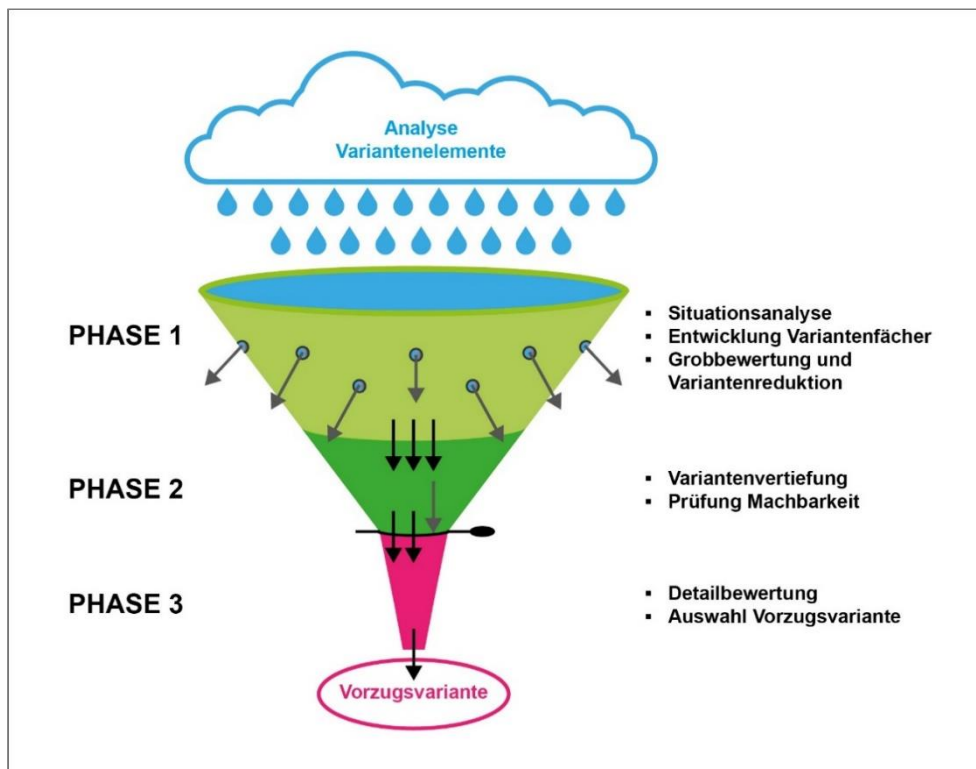 Analyse
Variantenelemente
PHASE 1
▪ Situationsanalyse
▪ Entwicklung Variantenfächer
▪ Grobbewertung und
Variantenreduktion
PHASE 2
▪ Variantenvertiefung
▪ Prüfung Machbarkeit
PHASE 3
▪ Detailbewertung
▪ Auswahl Vorzugsvariante
Vorzugsvariante